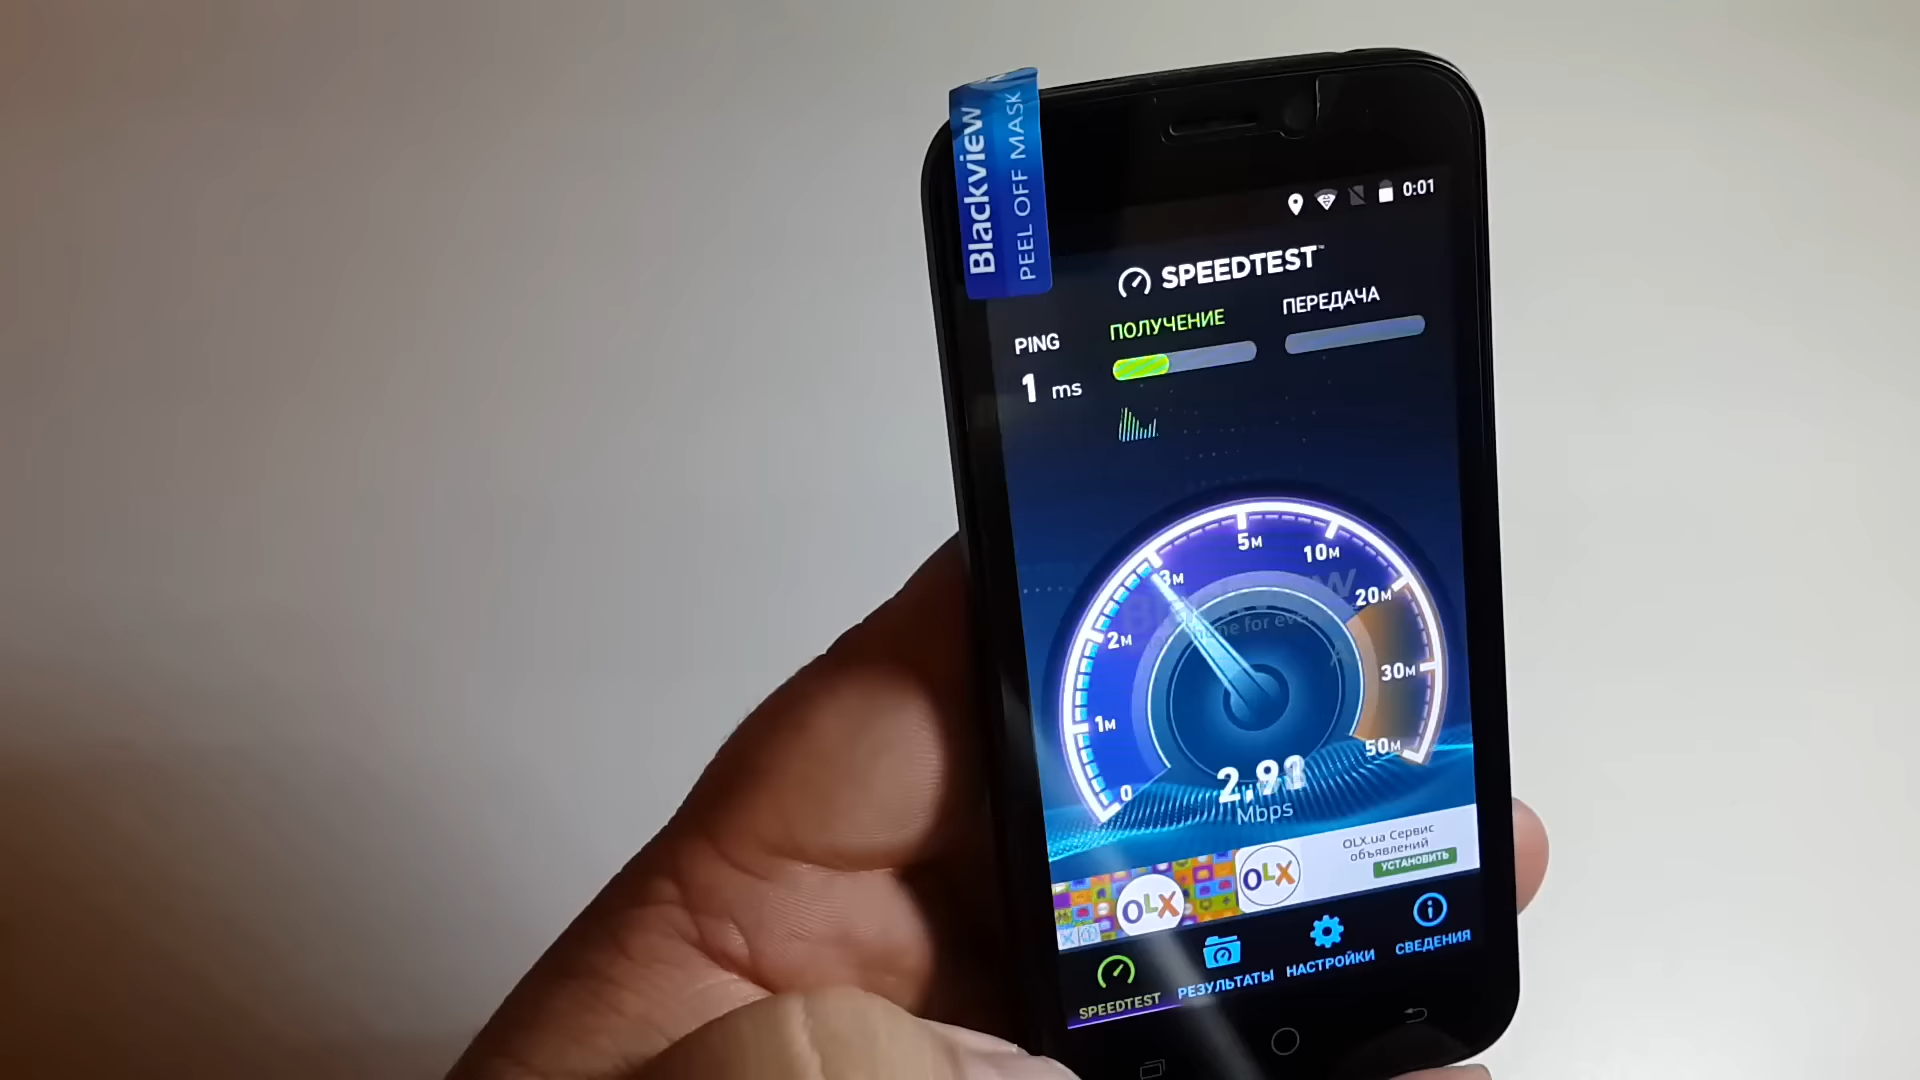 Blackview
PEEL OFF MASK
0:01
SPEEDTEST™
PING
ПОЛУЧЕНИЕ
ПЕРЕДАЧА
1 ms
5M
10M
3M
20M
2M
30M
1M
50M
0
Mbps
OLX
OLX
OLX.ua Сервис
объявлений
УСТАНОВИТЬ
SPEEDTEST
РЕЗУЛЬТАТЫ
НАСТРОЙКИ
СВЕДЕНИЯ